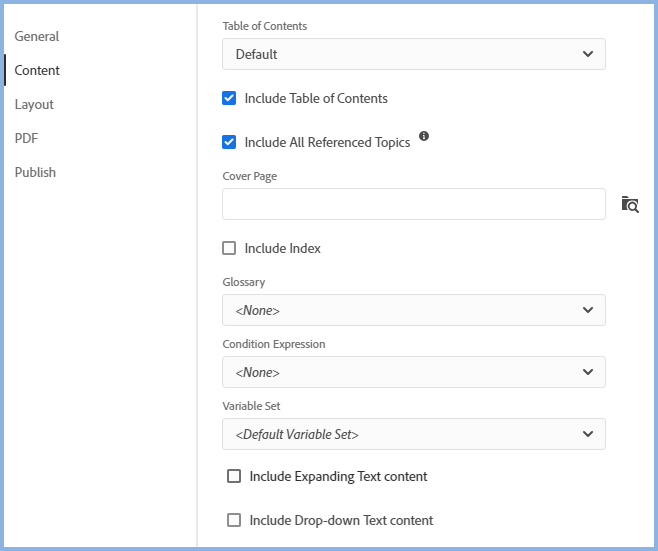 General
Content
Layout
PDF
Publish
Table of Contents
Default
Include Table of Contents
Include All Referenced Topics
Cover Page
Include Index
Glossary
<None>
Condition Expression
<None>
Variable Set
<Default Variable Set>
Include Expanding Text content
Include Drop-down Text content